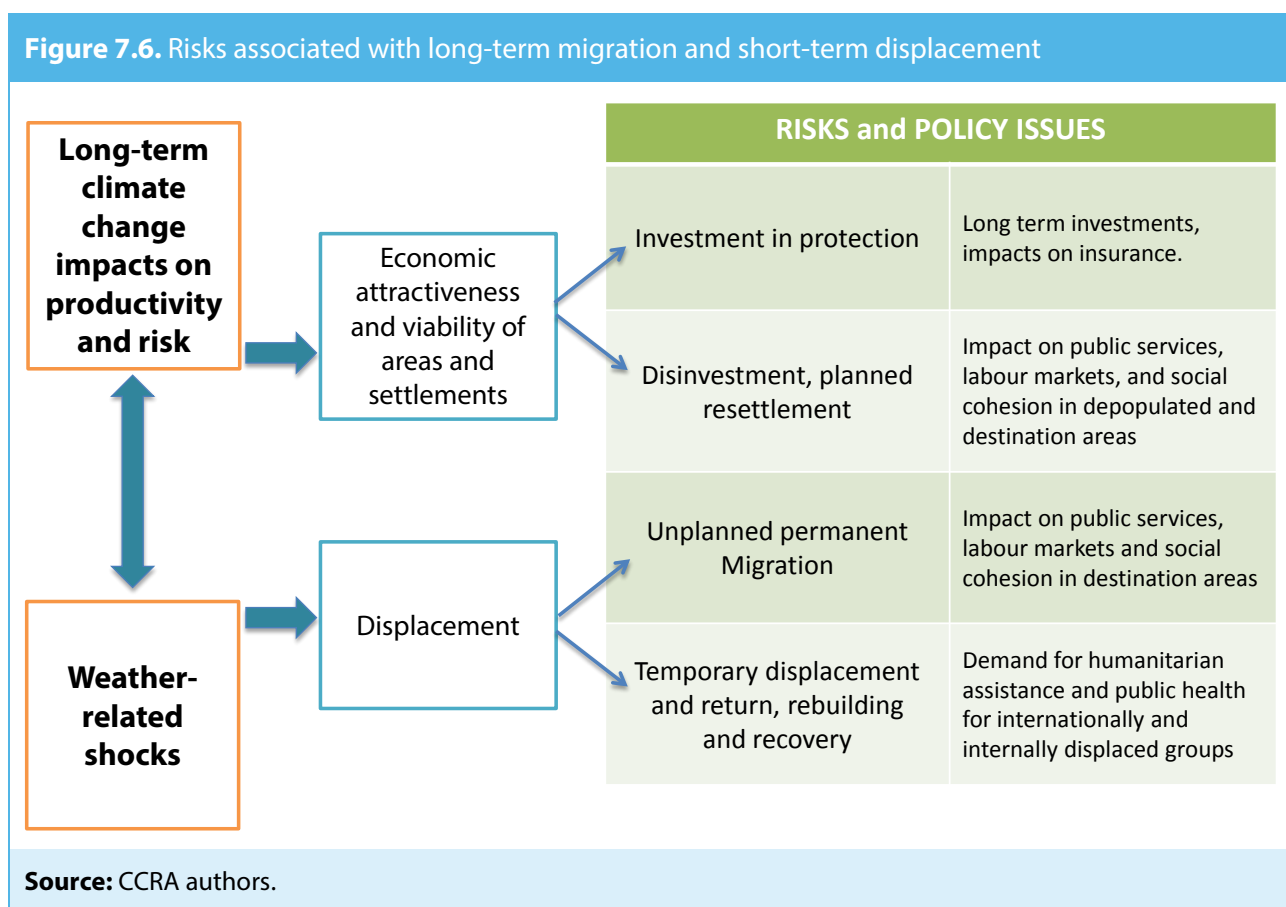 Figure 7.6. Risks associated with long-term migration and short-term displacement
Long-term
climate
change
impacts on
productivity
and risk
Weather-
related
shocks
Economic
attractiveness
and viability of
areas and
settlements
Displacement
RISKS and POLICY ISSUES
Investment in protection
Long term investments,
impacts on insurance.
Disinvestment, planned
resettlement
Impact on public services,
labour markets, and social
cohesion in depopulated and
destination areas
Unplanned permanent
Migration
Impact on public services,
labour markets and social
cohesion in destination areas
Temporary displacement
and return, rebuilding
and recovery
Demand for humanitarian
assistance and public health
for internationally and
internally displaced groups
Source: CCRA authors.